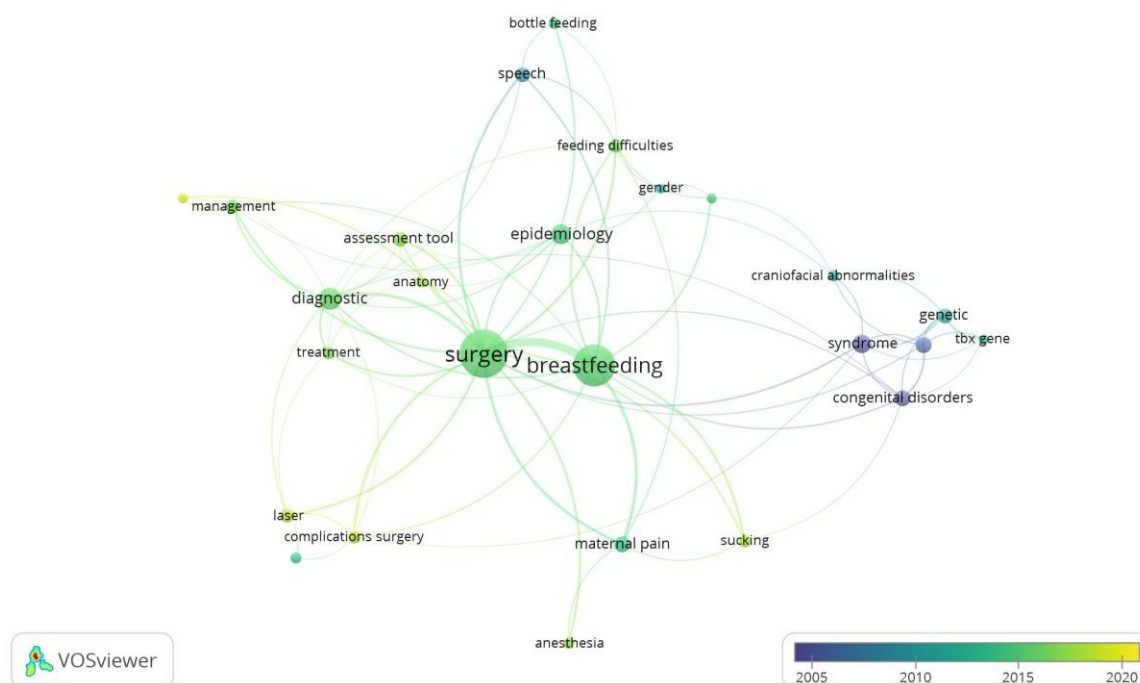 bottle feeding
speech
feeding difficulties
gender
management
epidemiology
assessment tool
craniofacial abnormalities
anatomy
diagnostic
genetic
tbx gene
syndrome
treatment
surgery
breastfeeding
congenital disorders
laser
complications surgery
maternal pain
sucking
anesthesia
VOSviewer
2005 2010 2015 2020